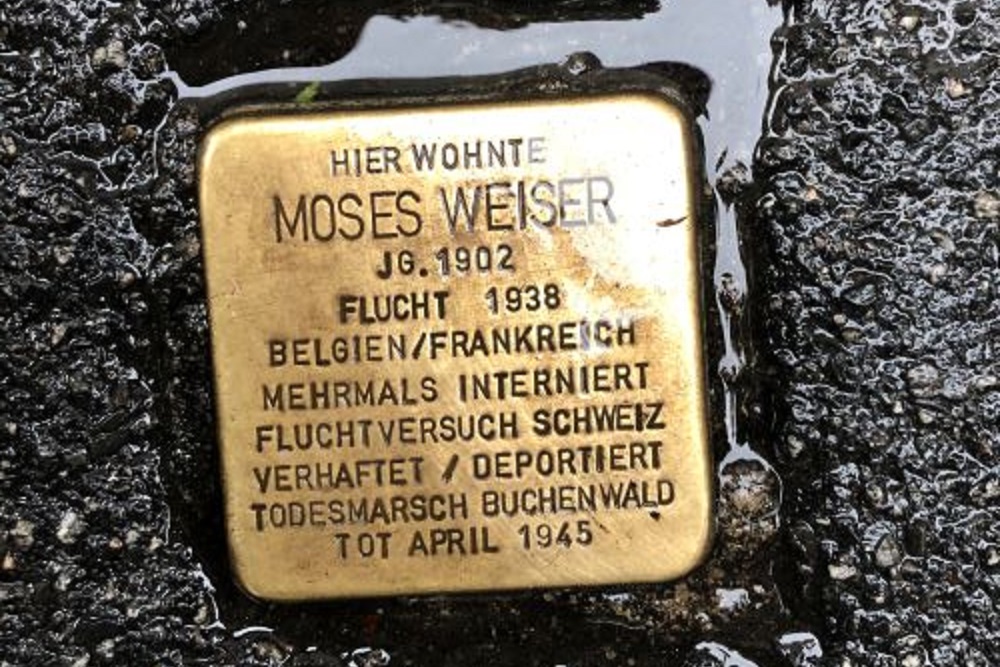 HIER WOHNTE
MOSES WEISER
JG. 1902
FLUCHT 1938
BELGIEN/FRANKREICH
MEHRMALS INTERNIERT
FLUCHTVERSUCH SCHWEIZ
VERHAFTET / DEPORTIERT
TODESMARSCH BUCHENWALD
TOT APRIL 1945